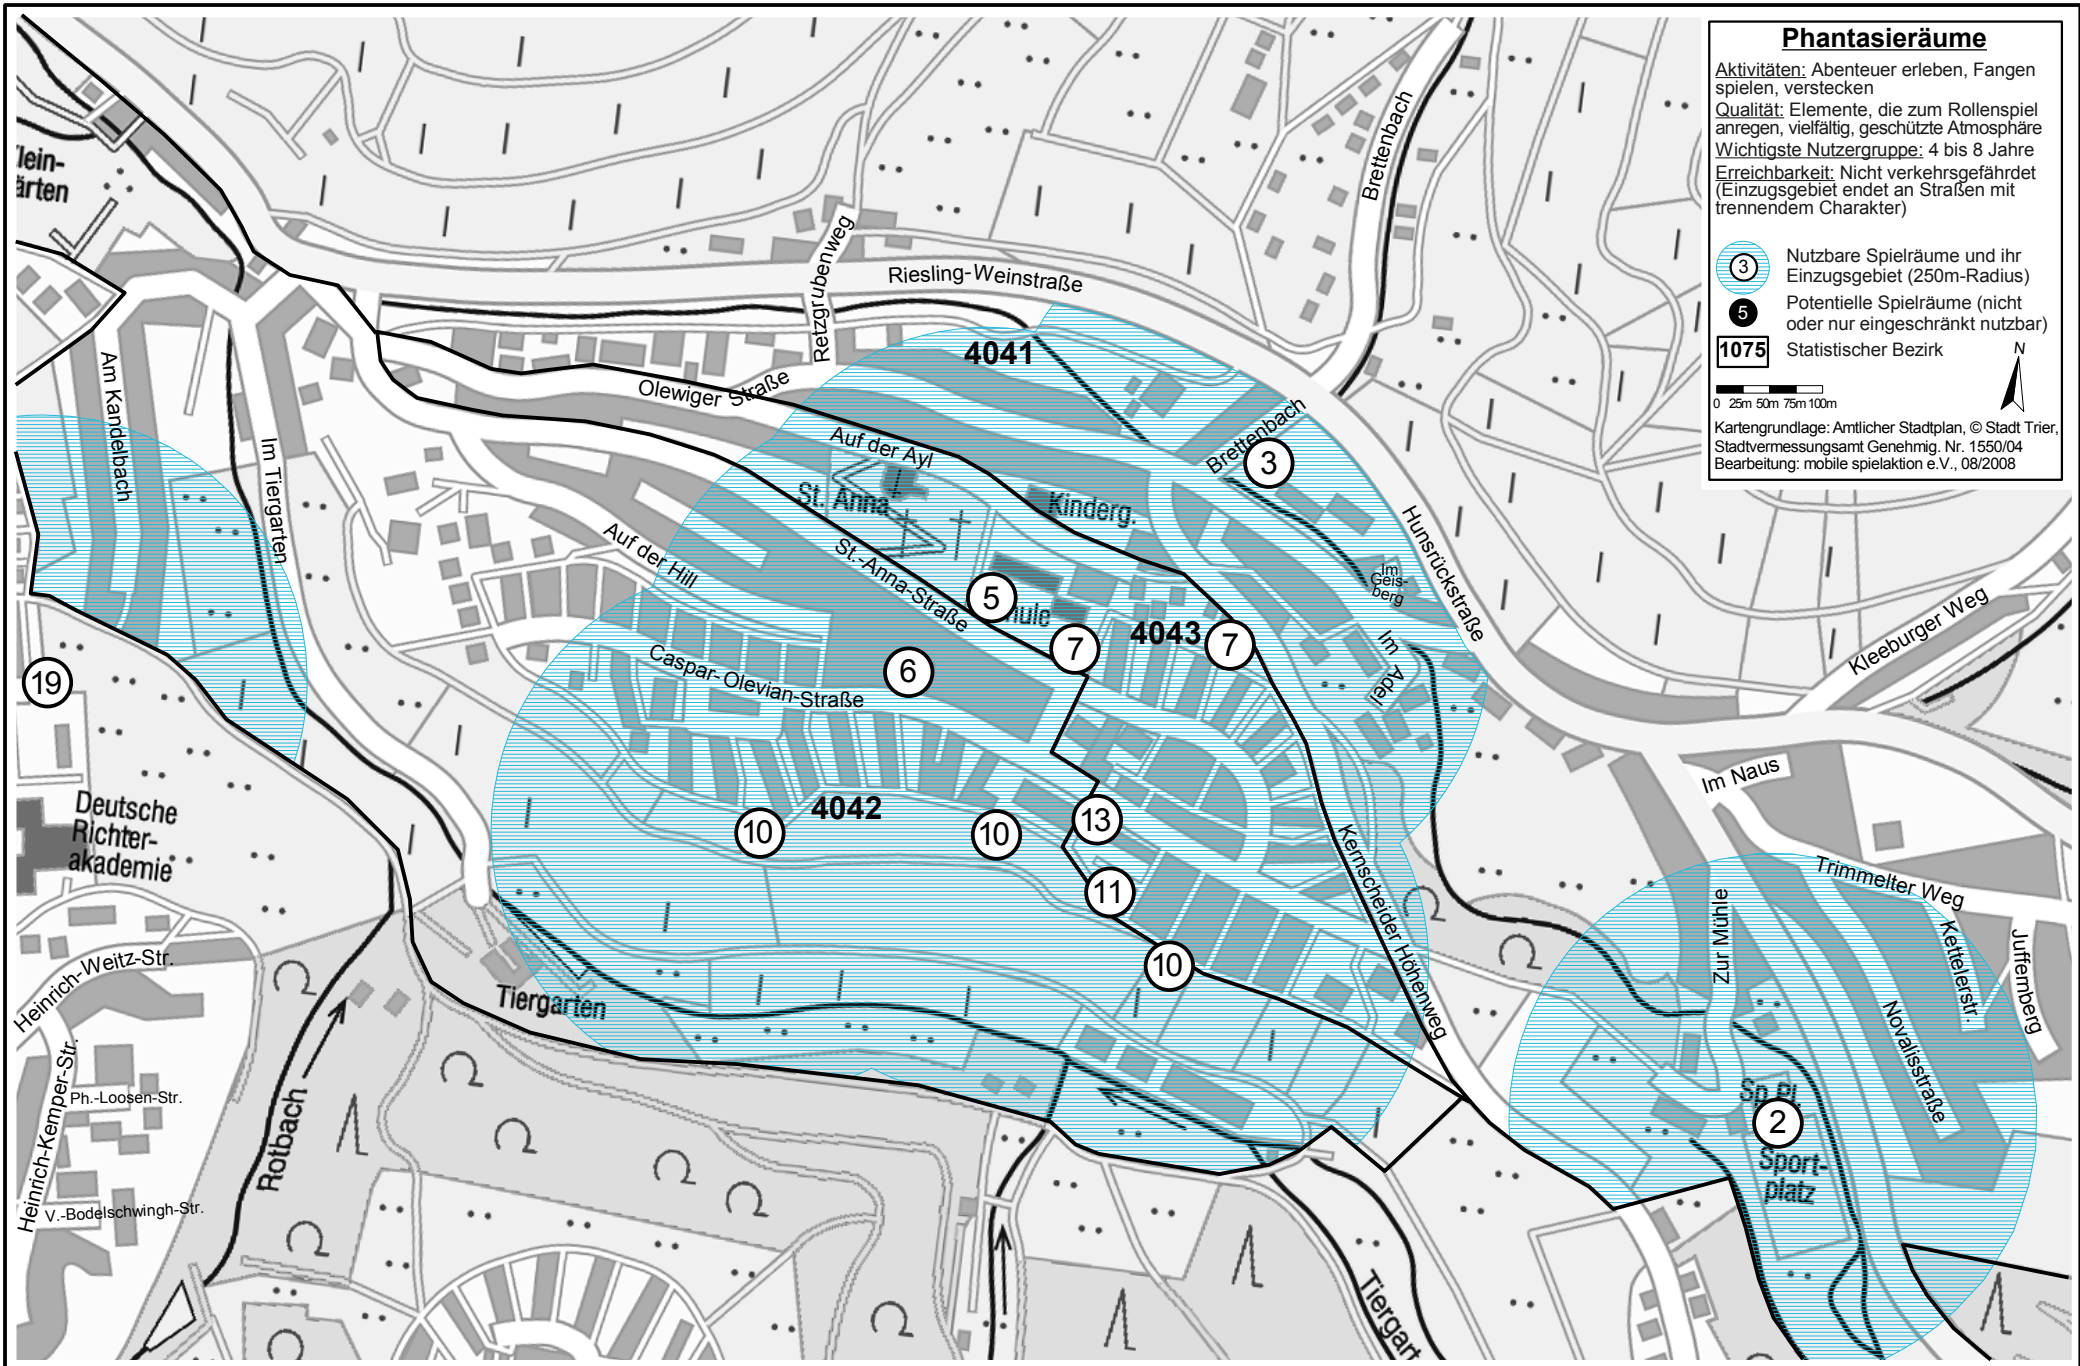 Phantasieräume
Aktivitäten: Abenteuer erleben, Fangen
spielen, verstecken
Qualität: Elemente, die zum Rollenspiel
anregen, vielfältig, geschützte Atmosphäre
Wichtigste Nutzergruppe: 4 bis 8 Jahre
Erreichbarkeit: Nicht verkehrsgefährdet
(Einzugsgebiet endet an Straßen mit
trennendem Charakter)
3
Nutzbare Spielräume und ihr
Einzugsgebiet (250m-Radius)
5
Potentielle Spielräume (nicht
oder nur eingeschränkt nutzbar)
1075
Statistischer Bezirk
N
0 25m 50m 75m 100m
Kartengrundlage: Amtlicher Stadtplan, © Stadt Trier,
Stadtvermessungsamt Genehmig. Nr. 1550/04
Bearbeitung: mobile spielaktion e.V., 08/2008
lein-
ärten
Brettenbach
Retzgrubenweg
Riesling-Weinstraße
4041
Am Kandelbach
Olewiger Straße
Im Tiergarten
Auf der Ayl
Brettenbach
3
St. Anna
Kinderg.
Hunsrückstraße
Auf der Hill
St.-Anna-Straße
Im
Geis-
berg
5
hule
7
4043
7
Im Adel
Kleeburger Weg
19
Caspar-Olevian-Straße
6
Im Naus
4042
10
10
13
Deutsche
Richter-
akademie
Kernscheider Höhenweg
Trimmelter Weg
11
Zur Mühle
Kettelerstr.
Juffernberg
10
Heinrich-Weitz-Str.
Tiergarten
Novalisstraße
Heinrich-Kemper-Str.
Ph.-Loosen-Str.
Rotbach
Sp.Pl.
2
Sport-
platz
V.-Bodelschwingh-Str.
Tiergart